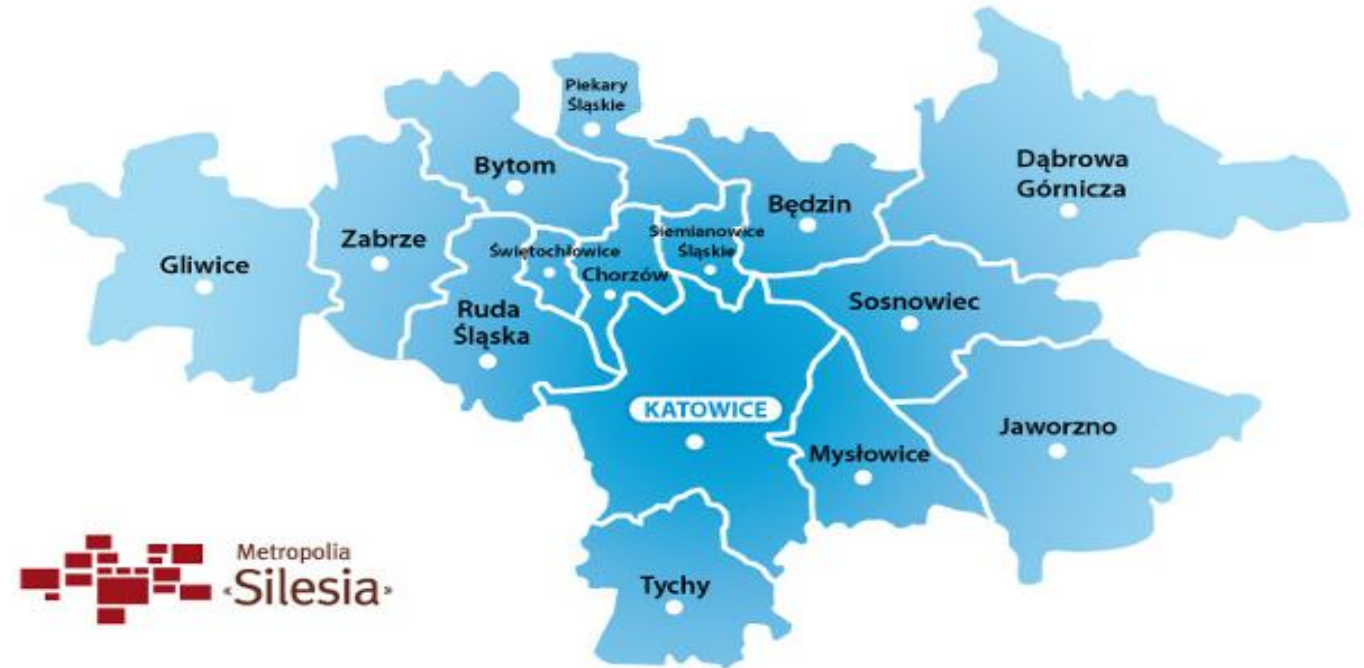 Piekary
Śląskie
Bytom
Dąbrowa
Górnicza
Będzin
Zabrze
Siemianowice
Śląskie
Świętochłowice
Gliwice
Chorzów
Ruda
Śląska
Sosnowiec
KATOWICE
Jaworzno
Mysłowice
Tychy
Metropolia
«Silesia»